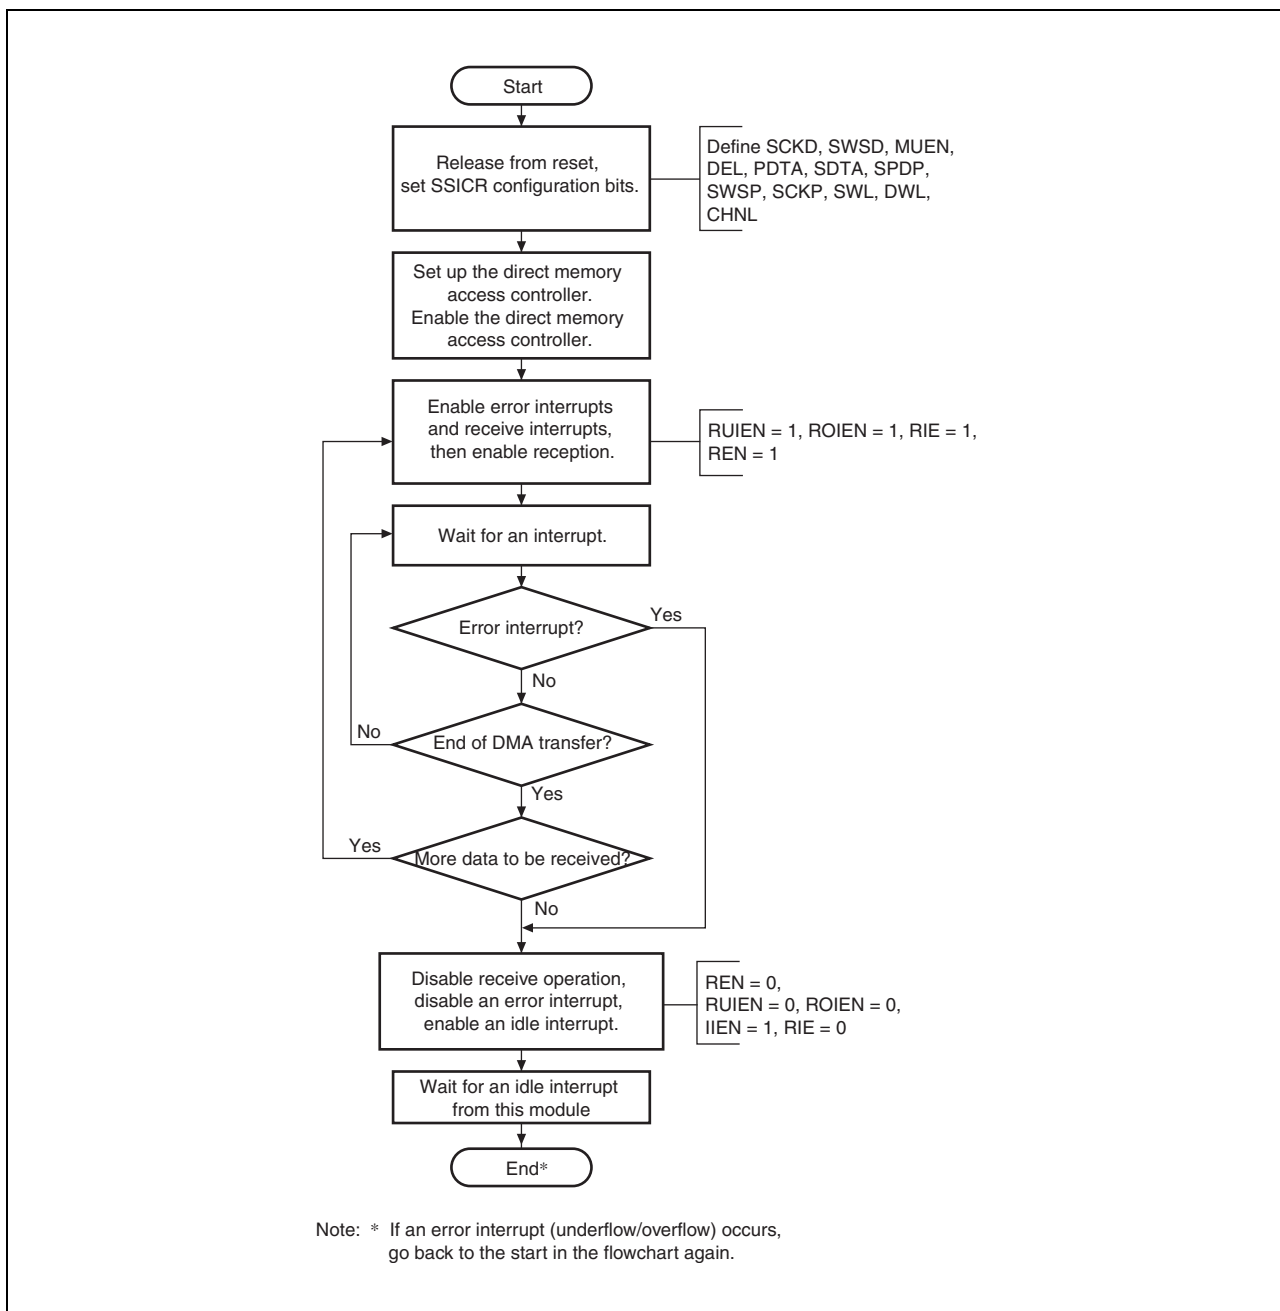 Start
Release from reset,
set SSICR configuration bits.
Define SCKD, SWSD, MUEN,
DEL, PDTA, SDTA, SPDP,
SWSP, SCKP, SWL, DWL,
CHNL
Set up the direct memory
access controller.
Enable the direct memory
access controller.
Enable error interrupts
and receive interrupts,
then enable reception.
RUIEN = 1, ROIEN = 1, RIE = 1,
REN = 1
Wait for an interrupt.
Error interrupt?
Yes
No
End of DMA transfer?
No
Yes
More data to be received?
Yes
No
Disable receive operation,
disable an error interrupt,
enable an idle interrupt.
REN = 0,
RUIEN = 0, ROIEN = 0,
IIEN = 1, RIE = 0
Wait for an idle interrupt
from this module
End*
Note: * If an error interrupt (underflow/overflow) occurs,
go back to the start in the flowchart again.